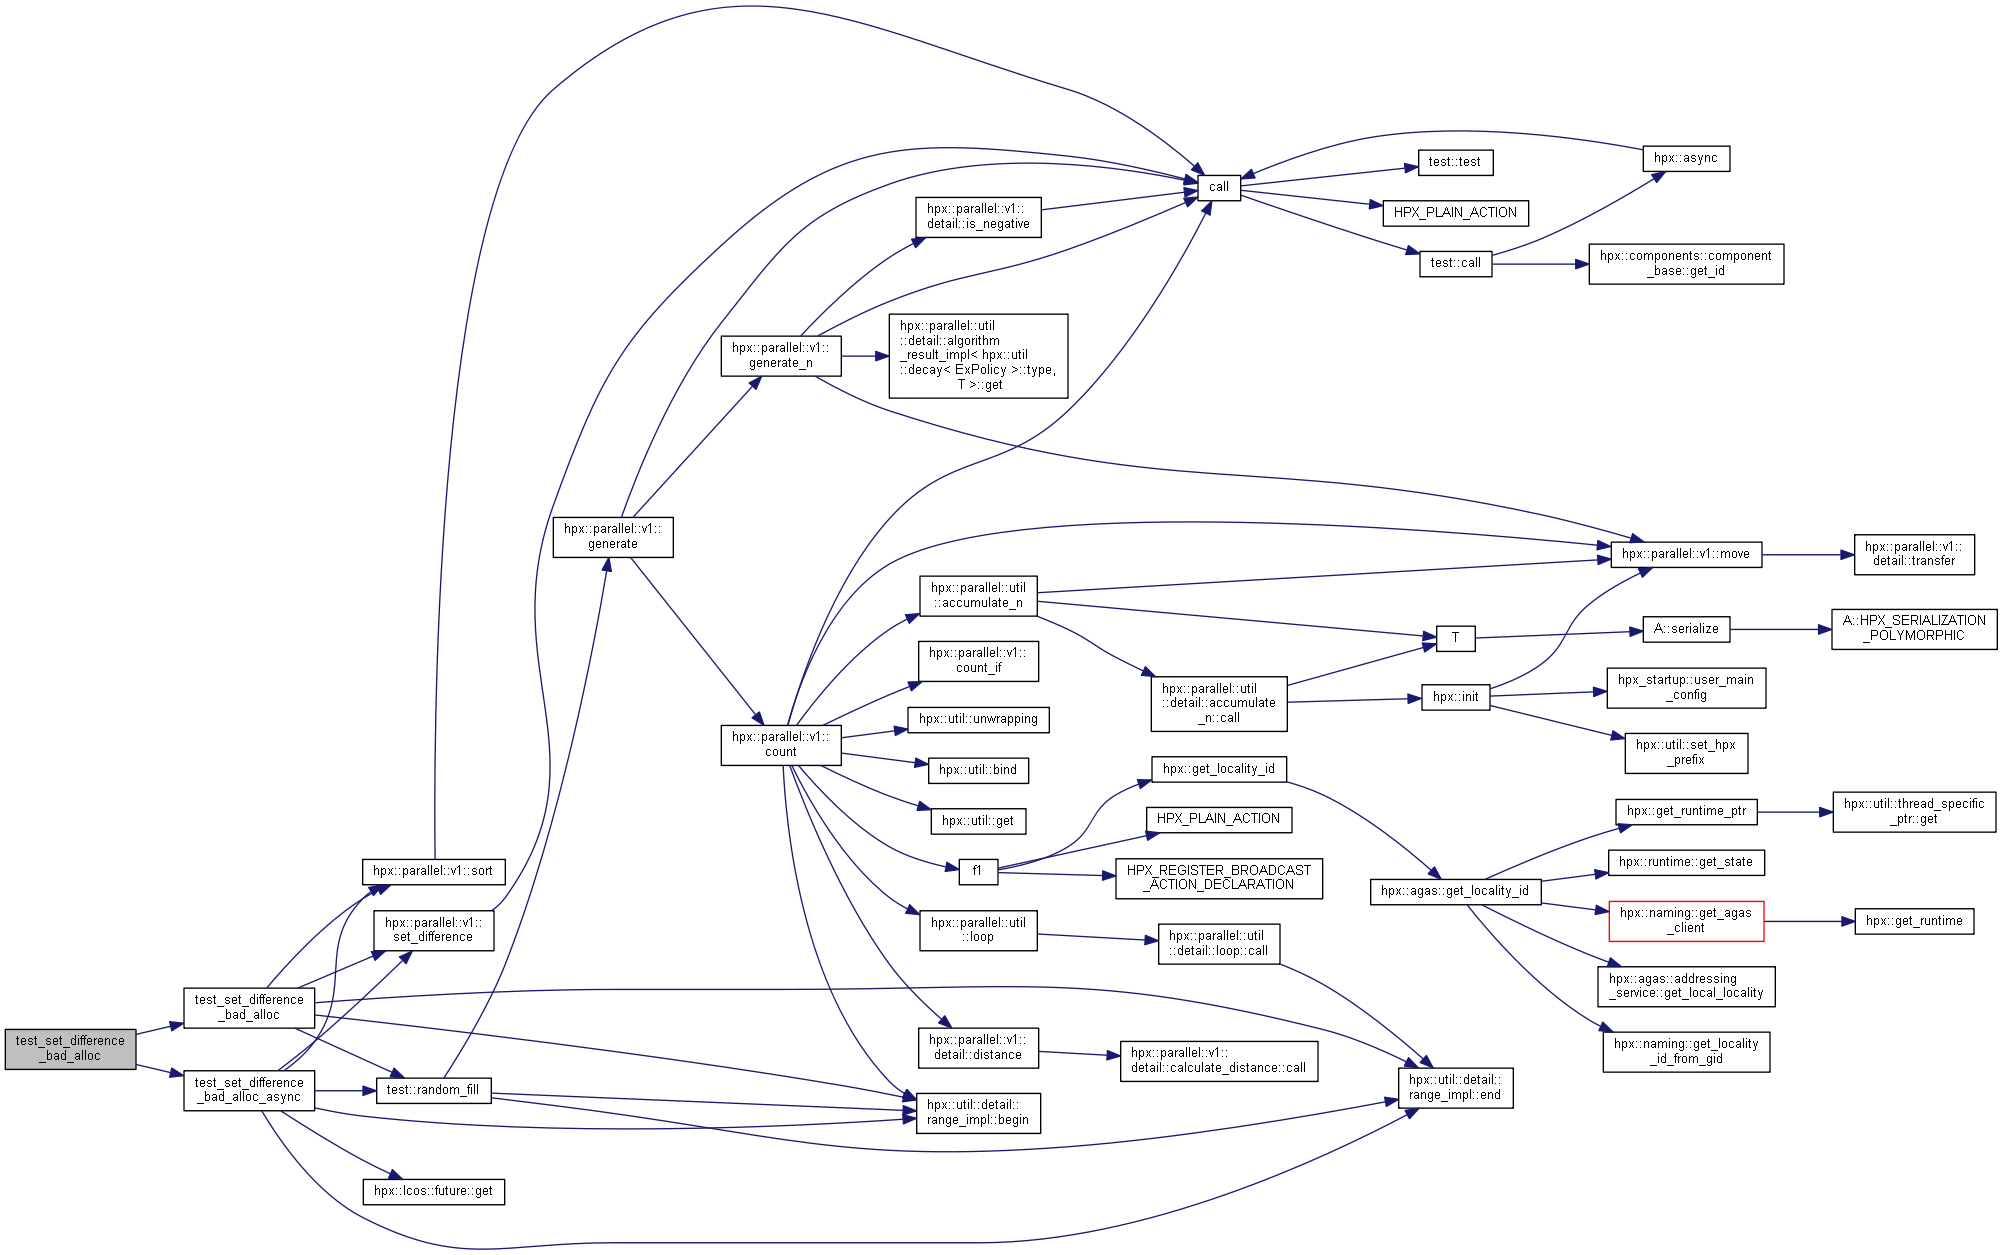 test_set_difference
_bad_alloc
test_set_difference
_bad_alloc
test_set_difference
_bad_alloc_async
hpx::parallel::v1::sort
hpx::parallel::v1::
set_difference
test::random_fill
hpx::lcos::future::get
hpx::parallel::v1::
generate
hpx::parallel::v1::
generate_n
hpx::parallel::v1::
count
hpx::parallel::v1::
detail::is_negative
hpx::parallel::util
::detail::algorithm
_result_impl< hpx::util
::decay< ExPolicy >::type,
T >::get
hpx::parallel::util
::accumulate_n
hpx::parallel::v1::
count_if
hpx::util::unwrapping
hpx::util::bind
hpx::util::get
f1
hpx::parallel::util
::loop
hpx::parallel::v1::
detail::distance
hpx::util::detail::
range_impl::begin
call
hpx::parallel::util
::detail::accumulate
_n::call
hpx::get_locality_id
HPX_PLAIN_ACTION
HPX_REGISTER_BROADCAST
_ACTION_DECLARATION
hpx::parallel::util
::detail::loop::call
hpx::parallel::v1::
detail::calculate_distance::call
test::test
HPX_PLAIN_ACTION
test::call
T
hpx::init
hpx::agas::get_locality_id
hpx::util::detail::
range_impl::end
hpx::async
hpx::components::component
_base::get_id
hpx::parallel::v1::move
A::serialize
hpx_startup::user_main
_config
hpx::util::set_hpx
_prefix
hpx::get_runtime_ptr
hpx::runtime::get_state
hpx::naming::get_agas
_client
hpx::agas::addressing
_service::get_local_locality
hpx::naming::get_locality
_id_from_gid
hpx::parallel::v1::
detail::transfer
A::HPX_SERIALIZATION
_POLYMORPHIC
hpx::util::thread_specific
_ptr::get
hpx::get_runtime